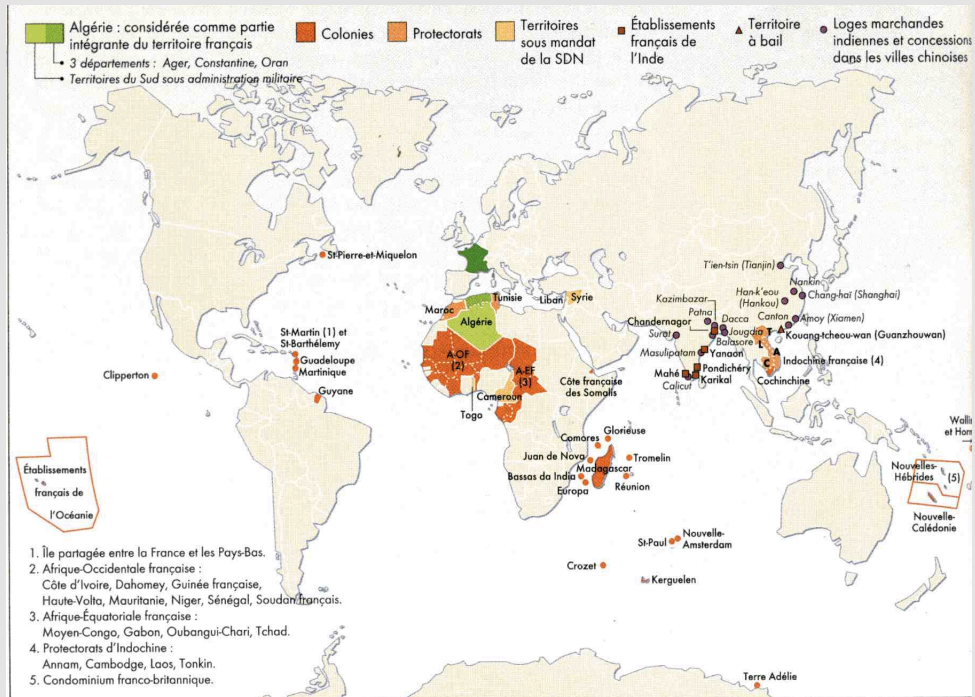 Algérie : considérée comme partie
intégrante du territoire français
• 3 départements : Ager, Constantine, Oran
• Territoires du Sud sous administration militaire
Colonies
Protectorats
Territoires
sous mandat
de la SDN
Établissements
français de
l'Inde
Territoire
à bail
Loges marchandes
indiennes et concessions
dans les villes chinoises
St-Pierre-et-Miquelon
St-Martin (1) et
St-Barthélemy
Guadeloupe
Martinique
Clipperton
Guyane
Établissements
français de
l'Océanie
Maroc
Tunisie
Algérie
Liban
Syrie
A-OF
(2)
A-EF
(3)
Togo
Cameroun
Côte française
des Somalis
Comores
Glorieuse
Juan de Nova
Madagascar
Tromelin
Bassas da India
Europa
Réunion
St-Paul
Nouvelle-
Amsterdam
Crozet
Kerguelen
T'ien-tsin (Tianjin)
Nankin
Han-k'eou
(Hankou)
Chang-haï (Shanghai)
Kazimbazar
Patna
Dacca
Canton
Amoy (Xiamen)
Chandernagor
Jougdia
Kouang-tcheou-wan (Guanzhouwan)
Surat
Balasore
T
L
A
C
Masulipatam
Yanaon
Indochine française (4)
Mahé
Pondichéry
Karikal
Calicut
Cochinchine
Walli
et Horn
Nouvelles-
Hébrides
(5)
Nouvelle-
Calédonie
Terre Adélie
1. Île partagée entre la France et les Pays-Bas.
2. Afrique-Occidentale française :
Côte d'Ivoire, Dahomey, Guinée française,
Haute-Volta, Mauritanie, Niger, Sénégal, Soudan français.
3. Afrique-Équatoriale française :
Moyen-Congo, Gabon, Oubangui-Chari, Tchad.
4. Protectorats d'Indochine :
Annam, Cambodge, Laos, Tonkin.
5. Condominium franco-britannique.